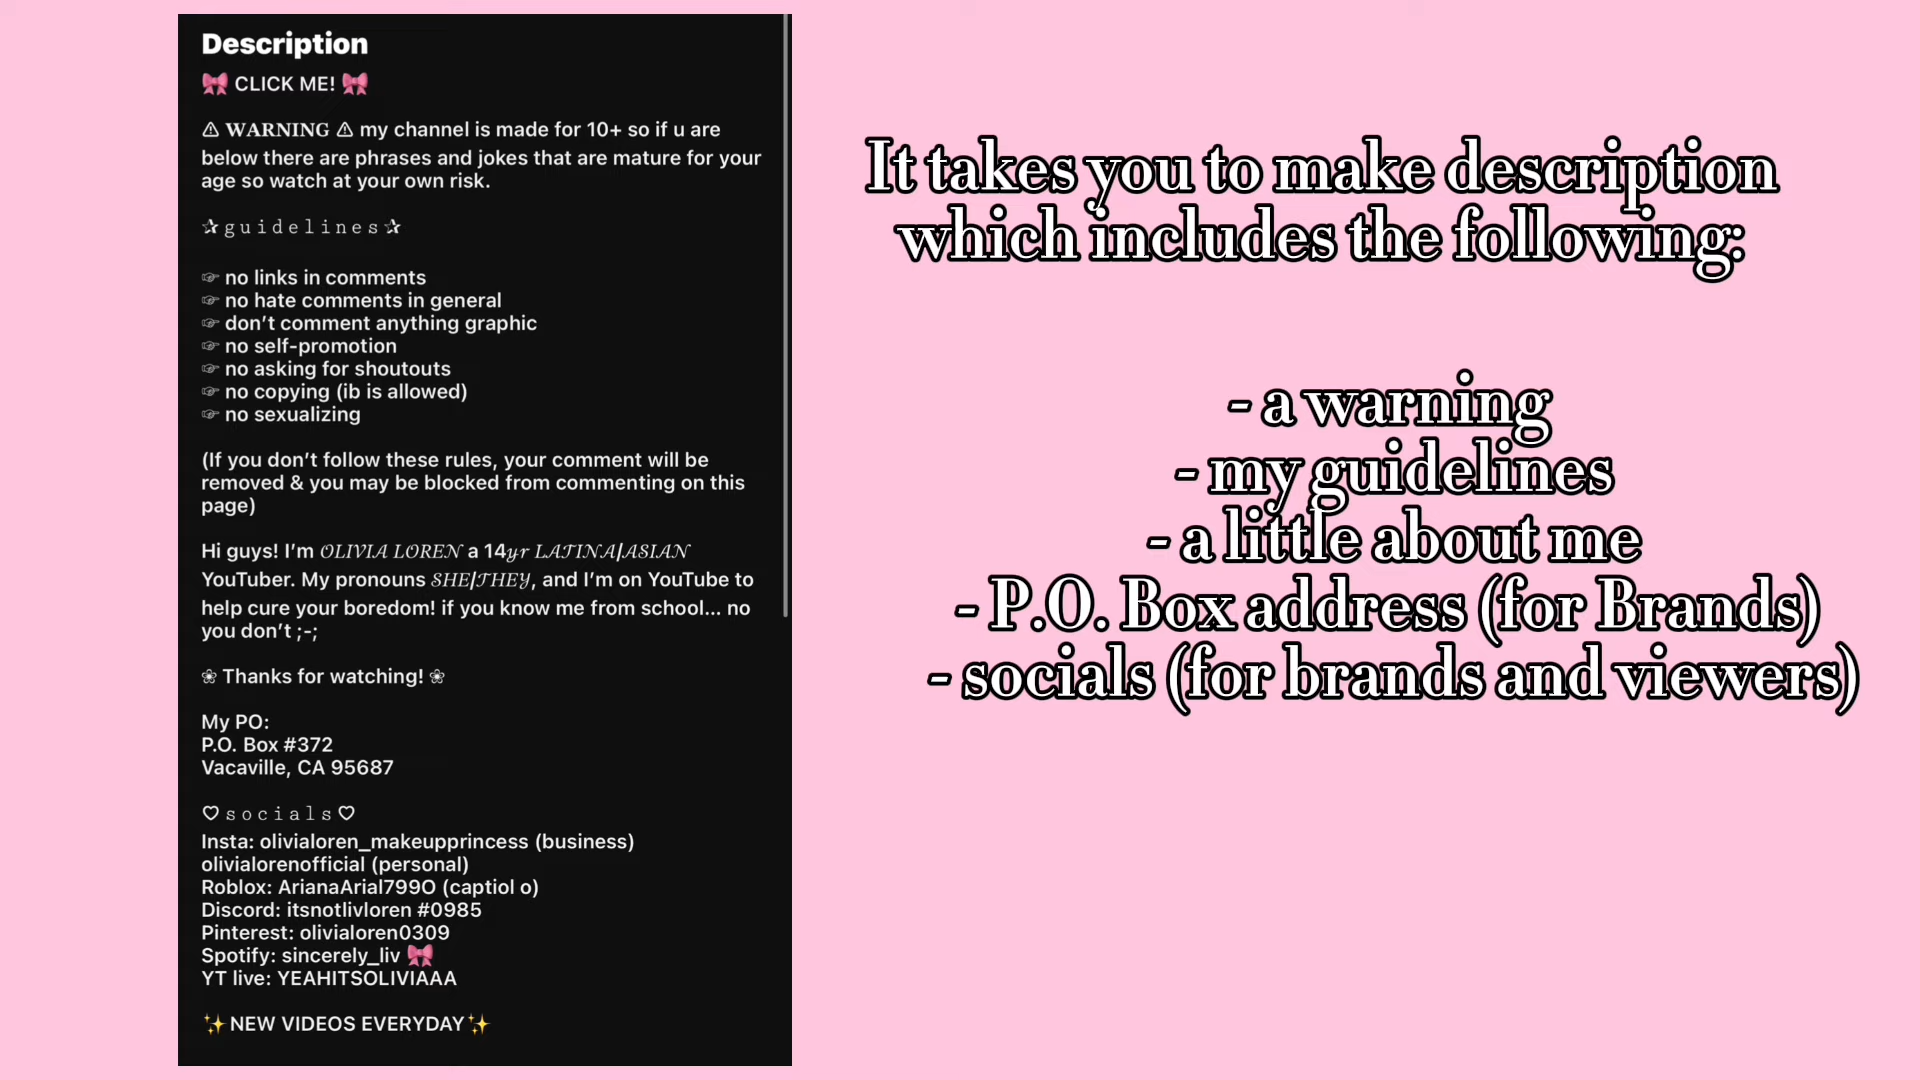 Description
🎀 CLICK ME! 🎀
⚠ 𝐖𝐀𝐑𝐍𝐈𝐍𝐆 ⚠ my channel is made for 10+ so if u are
below there are phrases and jokes that are mature for your
age so watch at your own risk.
✰ g u i d e l i n e s ✰
☞ no links in comments
☞ no hate comments in general
☞ don’t comment anything graphic
☞ no self-promotion
☞ no asking for shoutouts
☞ no copying (ib is allowed)
☞ no sexualizing
(If you don’t follow these rules, your comment will be
removed & you may be blocked from commenting on this
page)
Hi guys! I’m 𝒪𝐿𝐼𝒱𝐼𝒜 𝐿𝒪𝑅𝐸𝒩 a 14𝓎𝓇 𝐿𝒜𝒯𝐼𝒩𝒜/𝒜𝒮𝐼𝒜𝒩
YouTuber. My pronouns 𝒮𝐻𝐸/𝒯𝐻𝐸𝒴, and I’m on YouTube to
help cure your boredom! if you know me from school... no
you don’t ;-;
❀ Thanks for watching! ❀
My PO:
P.O. Box #372
Vacaville, CA 95687
♡ s o c i a l s ♡
Insta: olivialoren_makeupprincess (business)
olivialorenofficial (personal)
Roblox: ArianaArial799O (captiol o)
Discord: itsnotlivloren #0985
Pinterest: olivialoren0309
Spotify: sincerely_liv 🎀
YT live: YEAHITSOLIVIAAA
✨NEW VIDEOS EVERYDAY✨
It takes you to make description
which includes the following:
- a warning
- my guidelines
- a little about me
- P.O. Box address (for Brands)
- socials (for brands and viewers)